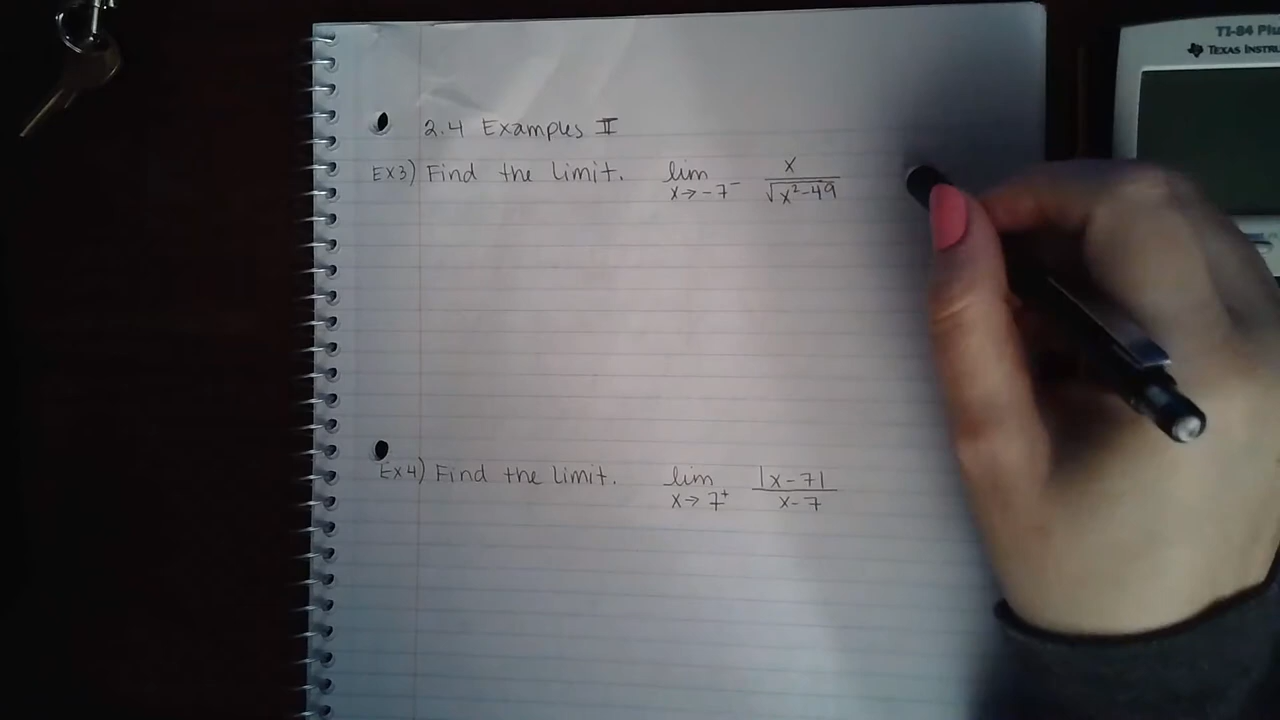 TI-84 Plu
TEXAS INSTRU
2.4 Examples II
Ex3) Find the limit. lim x→-7⁻ x/√(x²-49)
Ex4) Find the limit. lim x→7⁺ |x-7|/(x-7)